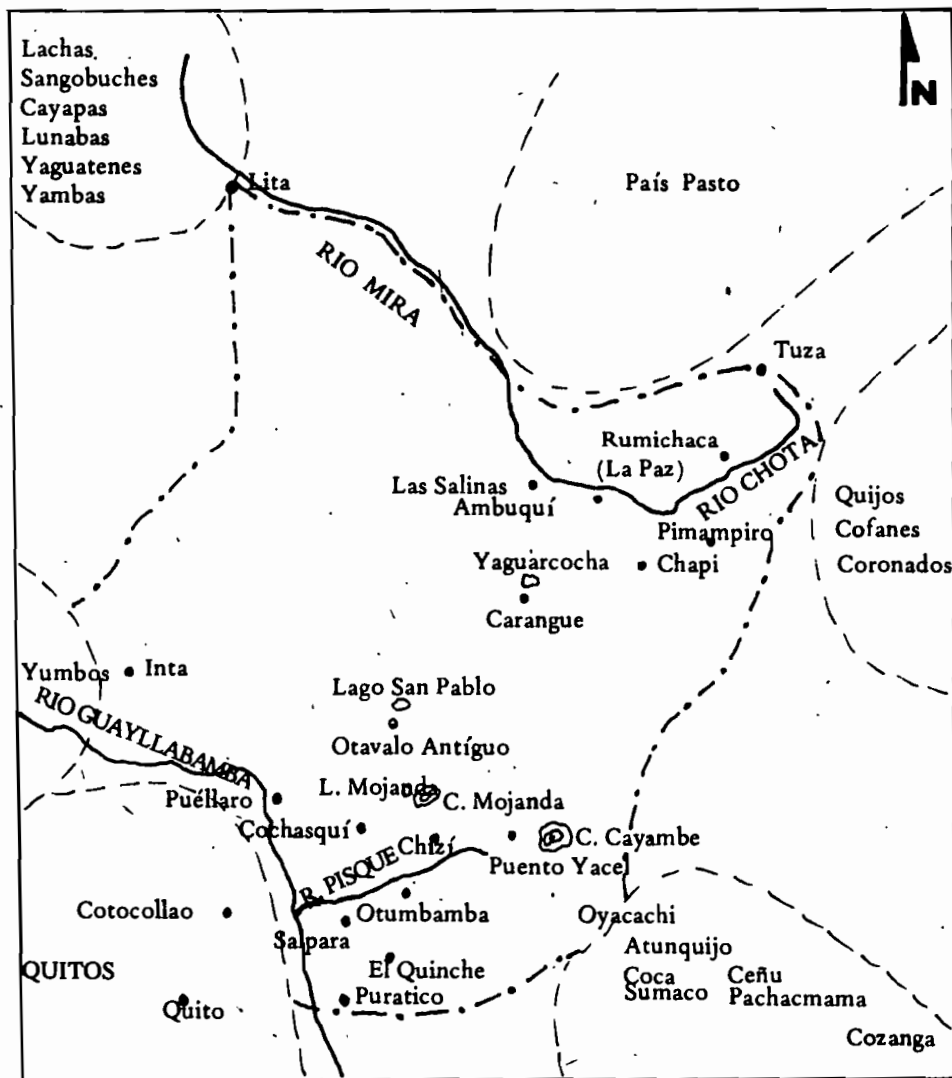 Lachas
Sangobuches
Cayapas
Lunabas
Yaguatenes
Yambas
N
Lita
País Pasto
RIO MIRA
Tuza
Rumichaca
(La Paz)
RIO CHOTA
Las Salinas
Ambuquí
Quijos
Cofanes
Coronados
Pimampiro
Yaguarcocha
Chapi
Carangue
Yumbos
Inta
RIO GUAYLLABAMBA
Lago San Pablo
Otavalo Antíguo
L. Mojanda
C. Mojanda
Puéllaro
Cochasquí
Chizí
C. Cayambe
Puento Yacel
R. PISQUE
Cotocollao
Otumbamba
Salpara
Oyacachi
Atunquijo
QUITOS
El Quinche
Coca
Ceñu
Sumaco
Pachacmama
Quito
Puratico
Cozanga